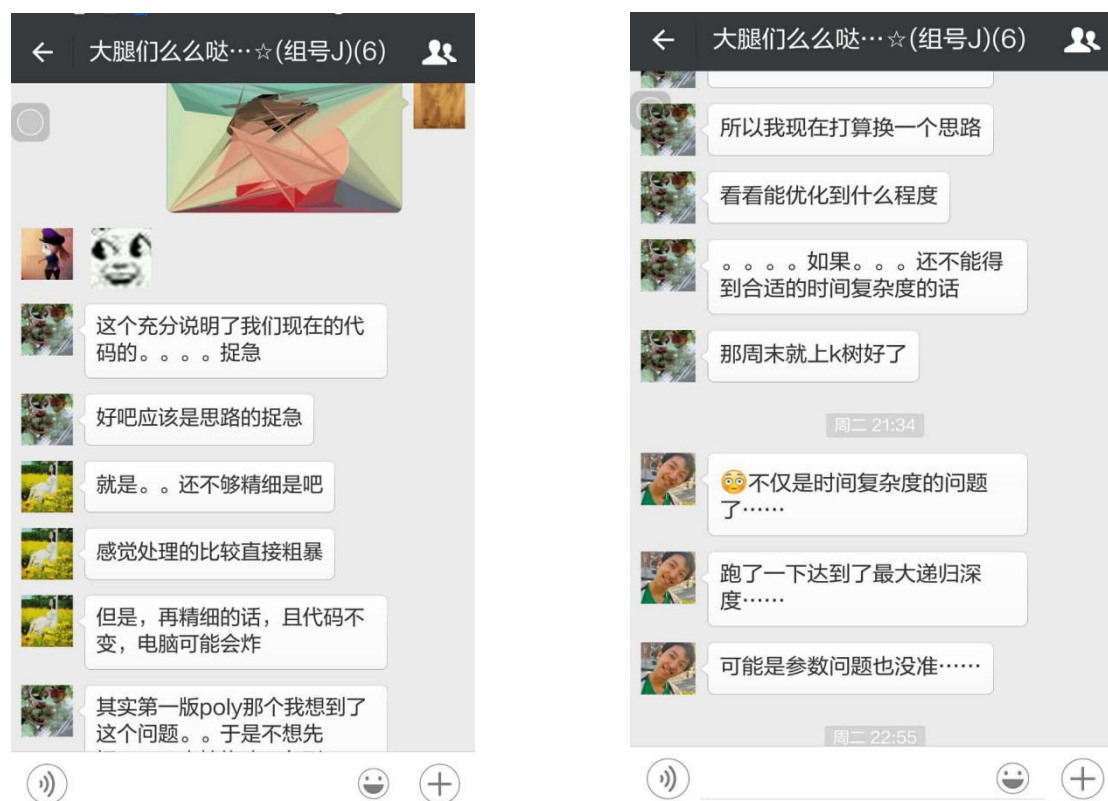 大腿们么么哒…☆(组号J)(6)
这个充分说明了我们现在的代
码的。。。。捉急
好吧应该是思路的捉急
就是。。还不够精细是吧
感觉处理的比较直接粗暴
但是，再精细的话，且代码不
变，电脑可能会炸
其实第一版poly那个我想到了
这个问题。。于是不想先
大腿们么么哒…☆(组号J)(6)
所以我现在打算换一个思路
看看能优化到什么程度
。。。。如果。。。还不能得
到合适的时间复杂度的话
那周末就上k树好了
周二 21:34
😳不仅是时间复杂度的问题
了……
跑了一下达到了最大递归深
度……
可能是参数问题也没准……
周二 22:55